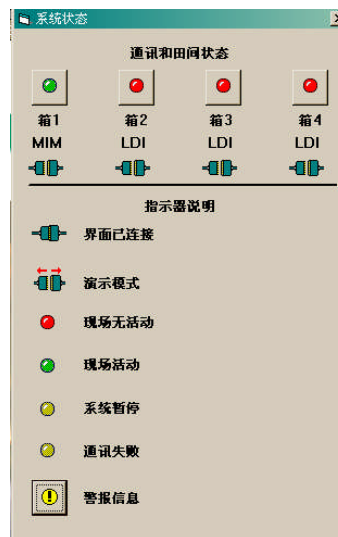 系统状态
通讯和田间状态
箱1 箱2 箱3 箱4
MIM LDI LDI LDI
指示器说明
界面已连接
演示模式
现场无活动
现场活动
系统暂停
通讯失败
警报信息